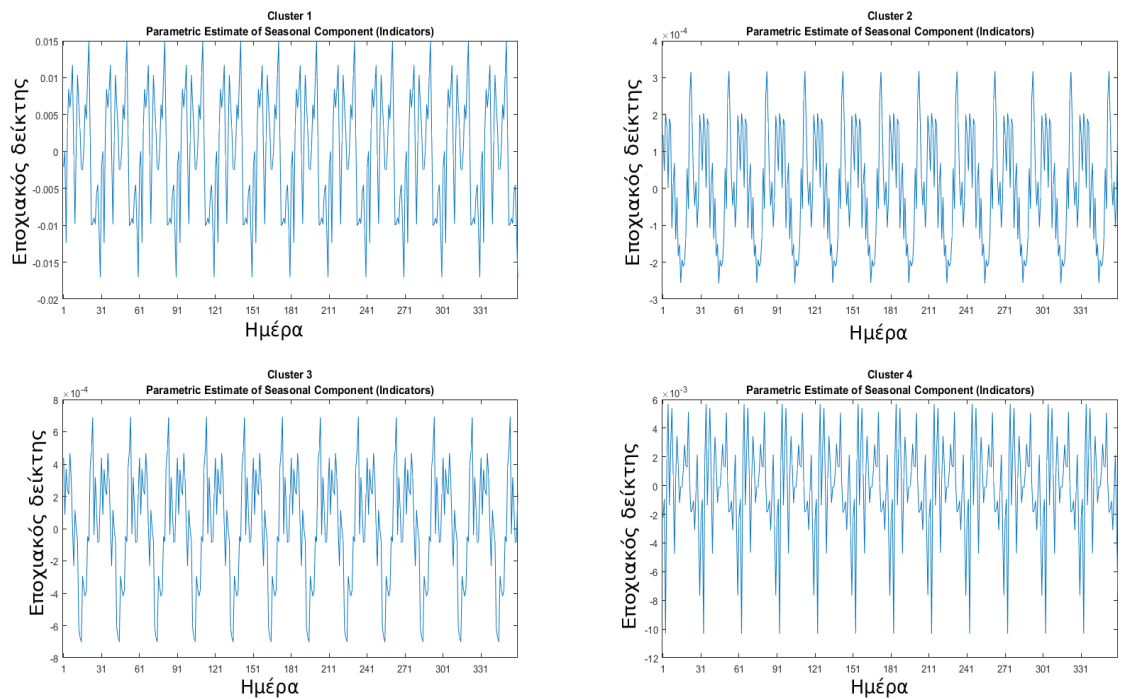 Cluster 1
Parametric Estimate of Seasonal Component (Indicators)
0.015
0.01
0.005
0
-0.005
-0.01
-0.015
-0.02
1 31 61 91 121 151 181 211 241 271 301 331
Εποχιακός δείκτης
Ημέρα
Cluster 2
Parametric Estimate of Seasonal Component (Indicators)
×10⁻⁴
4
3
2
1
0
-1
-2
-3
1 31 61 91 121 151 181 211 241 271 301 331
Εποχιακός δείκτης
Ημέρα
Cluster 3
Parametric Estimate of Seasonal Component (Indicators)
×10⁻⁴
8
6
4
2
0
-2
-4
-6
-8
1 31 61 91 121 151 181 211 241 271 301 331
Εποχιακός δείκτης
Ημέρα
Cluster 4
Parametric Estimate of Seasonal Component (Indicators)
×10⁻³
6
4
2
0
-2
-4
-6
-8
-10
-12
1 31 61 91 121 151 181 211 241 271 301 331
Εποχιακός δείκτης
Ημέρα